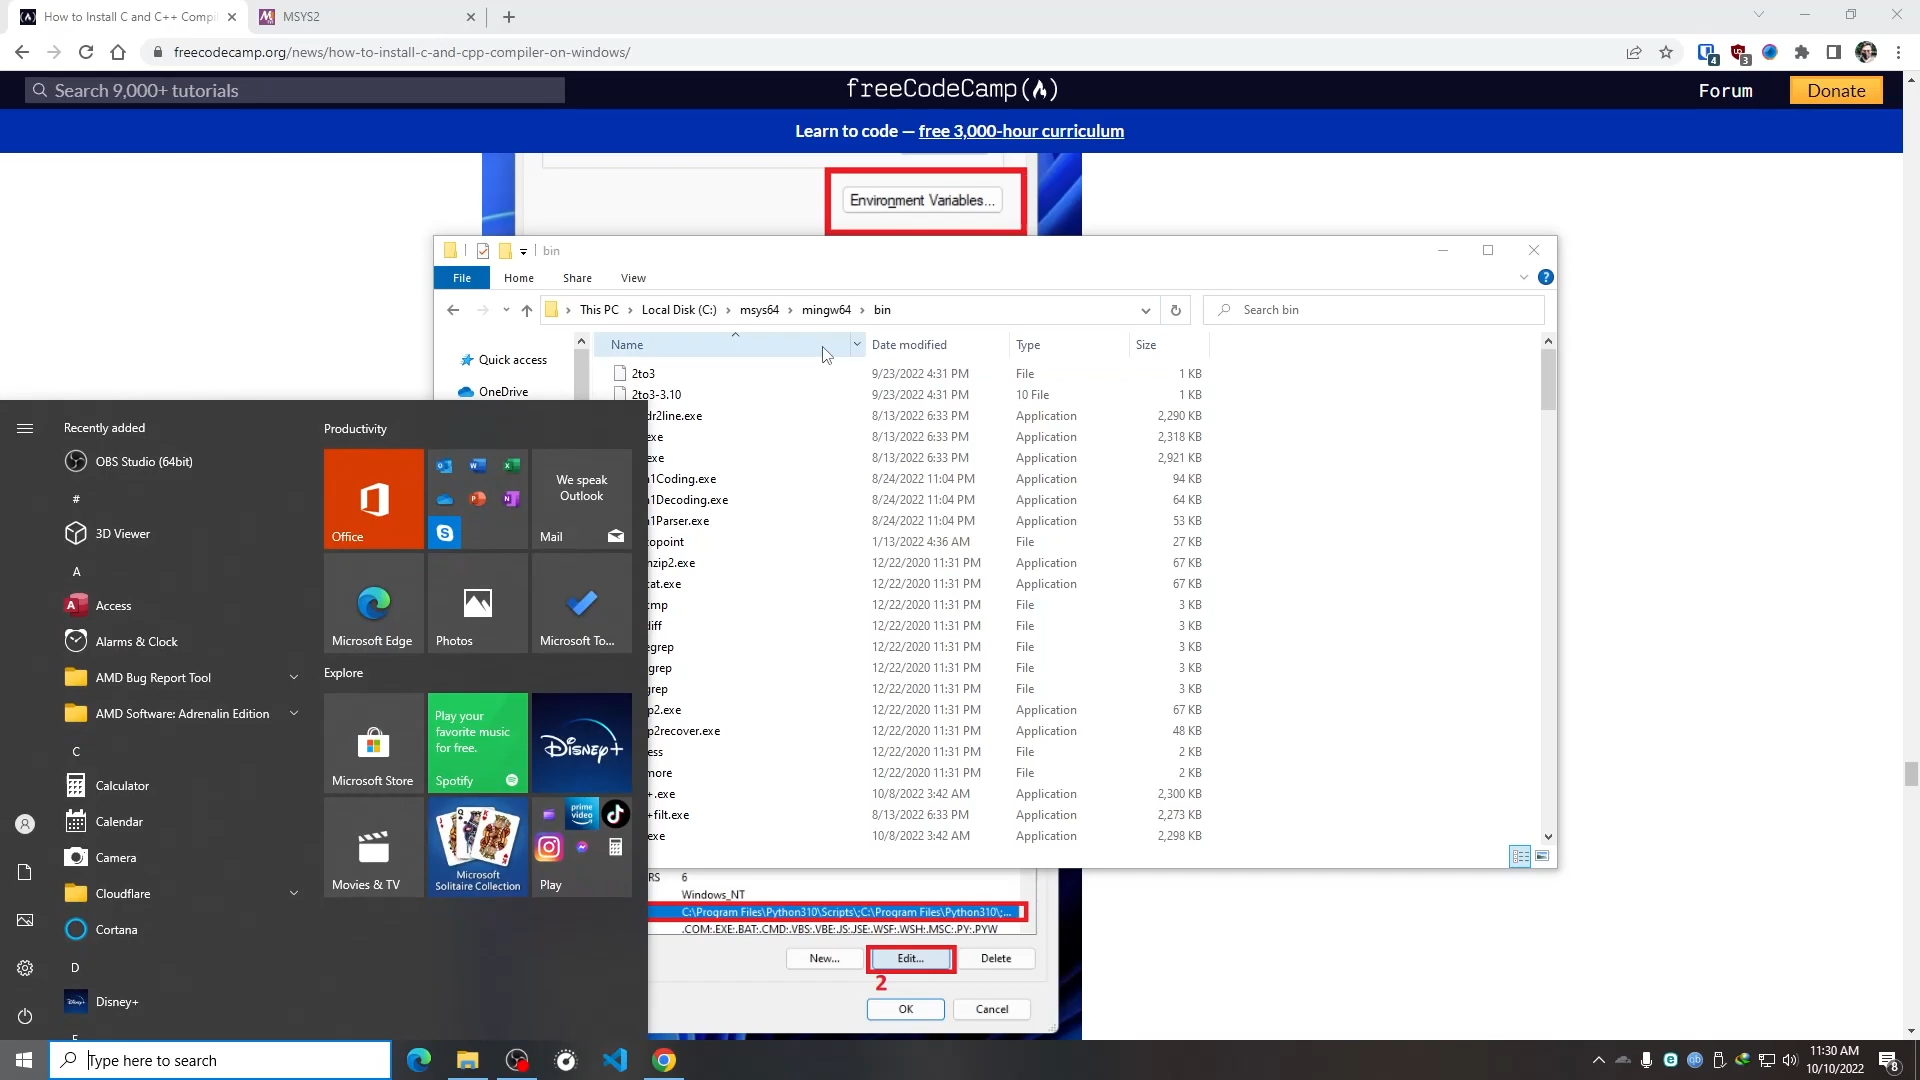 How to Install C and C++ Compi
MSYS2
freecodecamp.org/news/how-to-install-c-and-cpp-compiler-on-windows/
4
3
Search 9,000+ tutorials
freeCodeCamp
Forum
Donate
Learn to code — free 3,000-hour curriculum
Environment Variables...
bin
File
Home
Share
View
This PC
Local Disk (C:)
msys64
mingw64
bin
Search bin
Quick access
OneDrive
Name
Date modified
Type
Size
2to3 9/23/2022 4:31 PM File 1 KB
2to3-3.10 9/23/2022 4:31 PM 10 File 1 KB
dr2line.exe 8/13/2022 6:33 PM Application 2,290 KB
exe 8/13/2022 6:33 PM Application 2,318 KB
exe 8/13/2022 6:33 PM Application 2,921 KB
1Coding.exe 8/24/2022 11:04 PM Application 94 KB
1Decoding.exe 8/24/2022 11:04 PM Application 64 KB
1Parser.exe 8/24/2022 11:04 PM Application 53 KB
opoint 1/13/2022 4:36 AM File 27 KB
nzip2.exe 12/22/2020 11:31 PM Application 67 KB
cat.exe 12/22/2020 11:31 PM Application 67 KB
cmp 12/22/2020 11:31 PM File 3 KB
diff 12/22/2020 11:31 PM File 3 KB
egrep 12/22/2020 11:31 PM File 3 KB
grep 12/22/2020 11:31 PM File 3 KB
grep 12/22/2020 11:31 PM File 3 KB
p2.exe 12/22/2020 11:31 PM Application 67 KB
p2recover.exe 12/22/2020 11:31 PM Application 48 KB
ess 12/22/2020 11:31 PM File 2 KB
more 12/22/2020 11:31 PM File 2 KB
+.exe 10/8/2022 3:42 AM Application 2,300 KB
+filt.exe 8/13/2022 6:33 PM Application 2,273 KB
exe 10/8/2022 3:42 AM Application 2,298 KB
Recently added
OBS Studio (64bit)
#
3D Viewer
A
Access
Alarms & Clock
AMD Bug Report Tool
AMD Software: Adrenalin Edition
C
Calculator
Calendar
Camera
Cloudflare
Cortana
D
Disney+
Productivity
Office
We speak
Outlook
Mail
Microsoft Edge
Photos
Microsoft To...
Explore
Microsoft Store
Play your
favorite music
for free.
Spotify
Disney+
Movies & TV
Microsoft
Solitaire Collection
prime
video
Play
RS 6
Windows_NT
C:\Program Files\Python310\Scripts\;C:\Program Files\Python310\;...
.COM;.EXE;.BAT;.CMD;.VBS;.VBE;.JS;.JSE;.WSF;.WSH;.MSC;.PY;.PYW
New...
Edit...
Delete
2
OK
Cancel
Type here to search
11:30 AM
10/10/2022
8